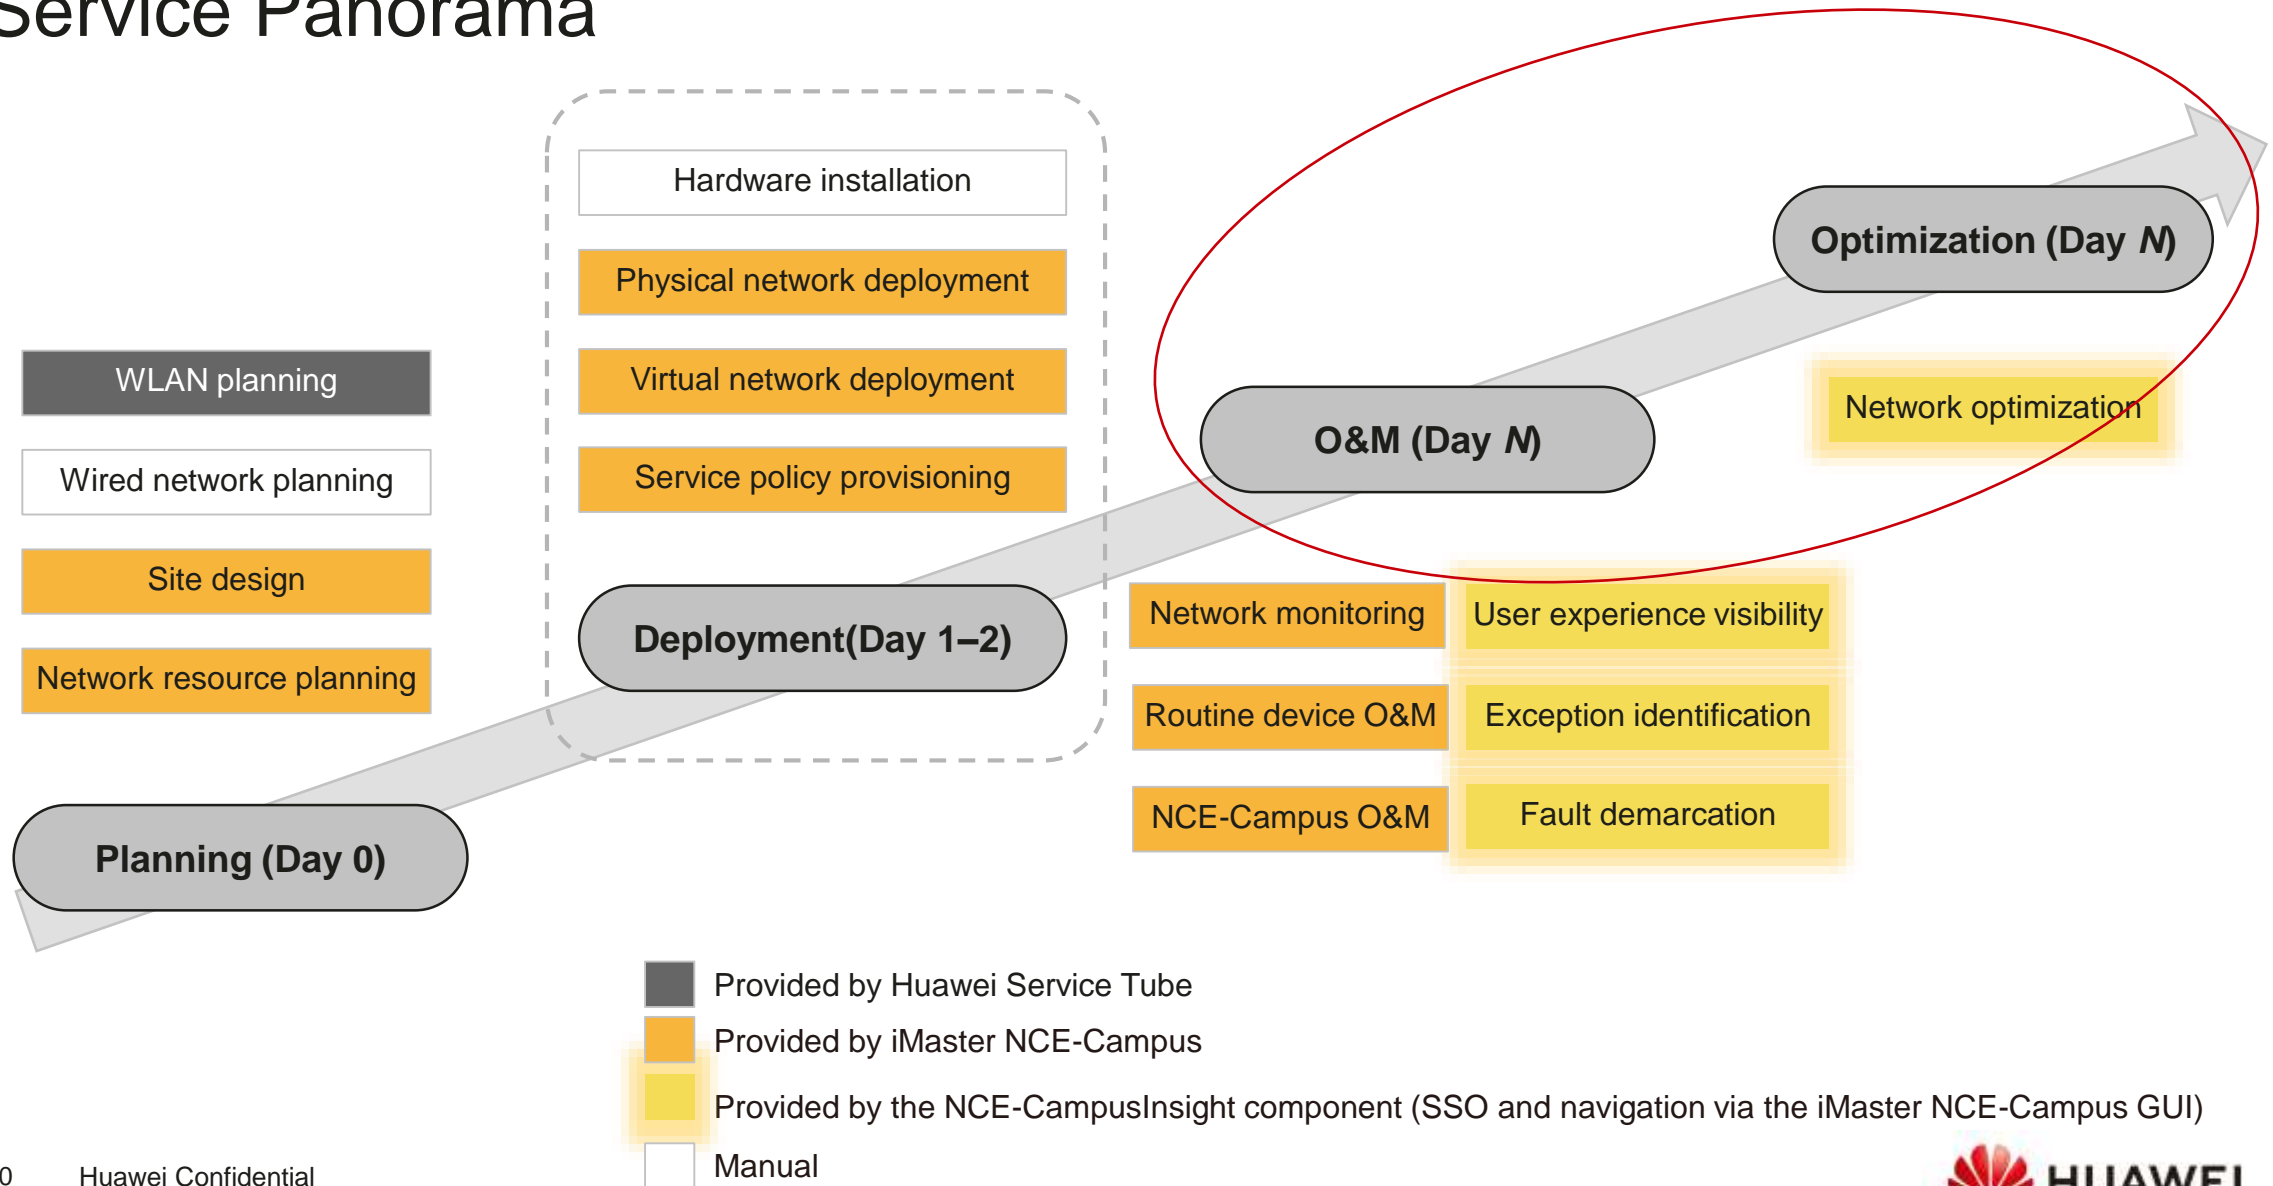 Service Panorama
Hardware installation
Physical network deployment
Virtual network deployment
Service policy provisioning
WLAN planning
Wired network planning
Site design
Network resource planning
Optimization (Day N)
Network optimization
O&M (Day N)
Deployment(Day 1–2)
Network monitoring
User experience visibility
Routine device O&M
Exception identification
NCE-Campus O&M
Fault demarcation
Planning (Day 0)
Provided by Huawei Service Tube
Provided by iMaster NCE-Campus
Provided by the NCE-CampusInsight component (SSO and navigation via the iMaster NCE-Campus GUI)
Manual
0 Huawei Confidential
HUAWEI